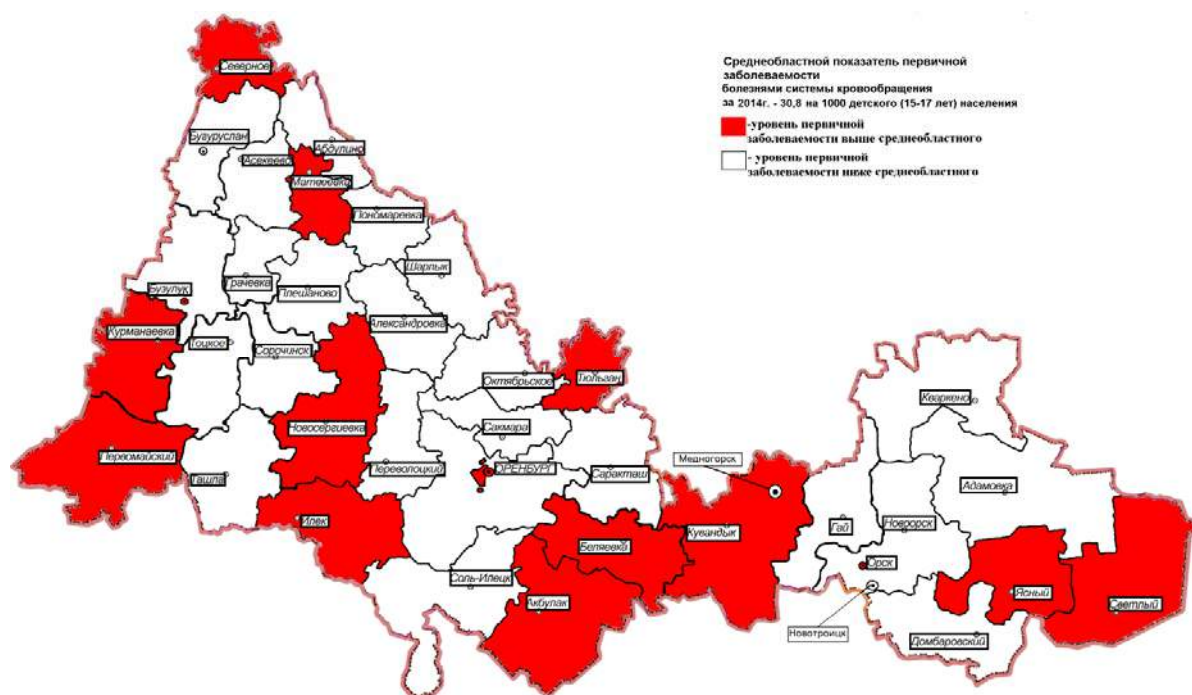 Среднеобластной показатель первичной
заболеваемости
болезнями системы кровообращения
за 2014г. - 30,8 на 1000 детского (15-17 лет) населения
-уровень первичной
заболеваемости выше среднеобластного
- уровень первичной
заболеваемости ниже среднеобластного
Северное
Бугуруслан
Абдулино
Асекеево
Матвеевка
Пономаревка
Шарлык
Бузулук
Грачевка
Плешаново
Курманаевка
Тоцкое
Сорочинск
Александровка
Октябрьское
Тюльган
Кваркено
Новосергиевка
Сакмара
Первомайский
Ташла
Переволоцкий
ОРЕНБУРГ
Саракташ
Медногорск
Адамовка
Илек
Беляевка
Кувандык
Гай
Новоорск
Соль-Илецк
Акбулак
Орск
Ясный
Светлый
Новотроицк
Домбаровский